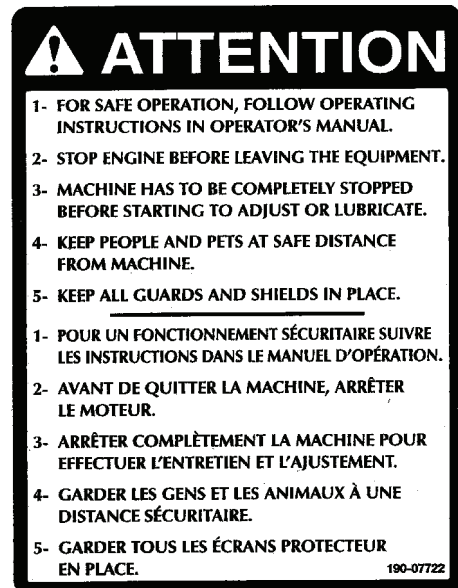 ATTENTION
1- FOR SAFE OPERATION, FOLLOW OPERATING
INSTRUCTIONS IN OPERATOR'S MANUAL.
2- STOP ENGINE BEFORE LEAVING THE EQUIPMENT.
3- MACHINE HAS TO BE COMPLETELY STOPPED
BEFORE STARTING TO ADJUST OR LUBRICATE.
4- KEEP PEOPLE AND PETS AT SAFE DISTANCE
FROM MACHINE.
5- KEEP ALL GUARDS AND SHIELDS IN PLACE.
1- POUR UN FONCTIONNEMENT SÉCURITAIRE SUIVRE
LES INSTRUCTIONS DANS LE MANUEL D'OPÉRATION.
2- AVANT DE QUITTER LA MACHINE, ARRÊTER
LE MOTEUR.
3- ARRÊTER COMPLÈTEMENT LA MACHINE POUR
EFFECTUER L'ENTRETIEN ET L'AJUSTEMENT.
4- GARDER LES GENS ET LES ANIMAUX À UNE
DISTANCE SÉCURITAIRE.
5- GARDER TOUS LES ÉCRANS PROTECTEUR
EN PLACE. 190-07722